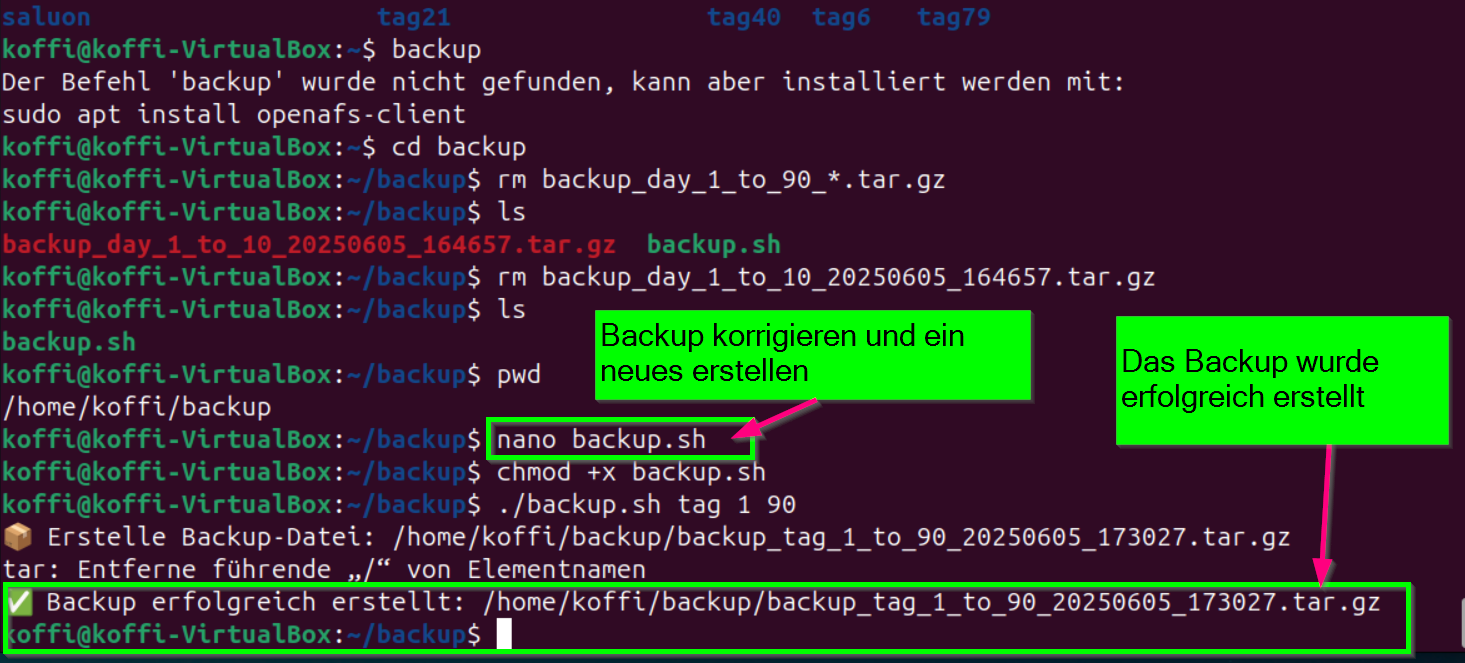 saluon tag21 tag40 tag6 tag79
koffi@koffi-VirtualBox:~$ backup
Der Befehl 'backup' wurde nicht gefunden, kann aber installiert werden mit:
sudo apt install openafs-client
koffi@koffi-VirtualBox:~$ cd backup
koffi@koffi-VirtualBox:~/backup$ rm backup_day_1_to_90_*.tar.gz
koffi@koffi-VirtualBox:~/backup$ ls
backup_day_1_to_10_20250605_164657.tar.gz backup.sh
koffi@koffi-VirtualBox:~/backup$ rm backup_day_1_to_10_20250605_164657.tar.gz
koffi@koffi-VirtualBox:~/backup$ ls
backup.sh
koffi@koffi-VirtualBox:~/backup$ pwd
/home/koffi/backup
koffi@koffi-VirtualBox:~/backup$ nano backup.sh
koffi@koffi-VirtualBox:~/backup$ chmod +x backup.sh
koffi@koffi-VirtualBox:~/backup$ ./backup.sh tag 1 90
📦 Erstelle Backup-Datei: /home/koffi/backup/backup_tag_1_to_90_20250605_173027.tar.gz
tar: Entferne führende „/“ von Elementnamen
✅ Backup erfolgreich erstellt: /home/koffi/backup/backup_tag_1_to_90_20250605_173027.tar.gz
koffi@koffi-VirtualBox:~/backup$
Backup korrigieren und ein
neues erstellen
Das Backup wurde
erfolgreich erstellt